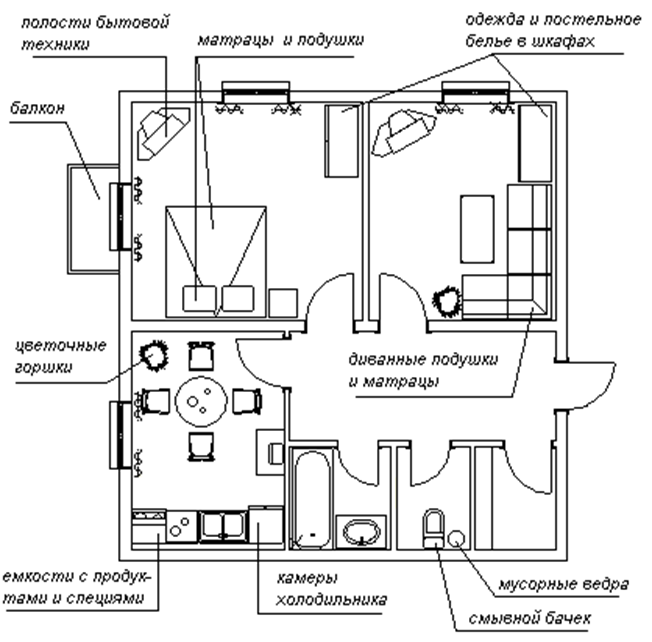 полости бытовой
техники
матрацы и подушки
одежда и постельное
белье в шкафах
балкон
цветочные
горшки
диванные подушки
и матрацы
емкости с продук-
тами и специями
камеры
холодильника
мусорные ведра
смывной бачек